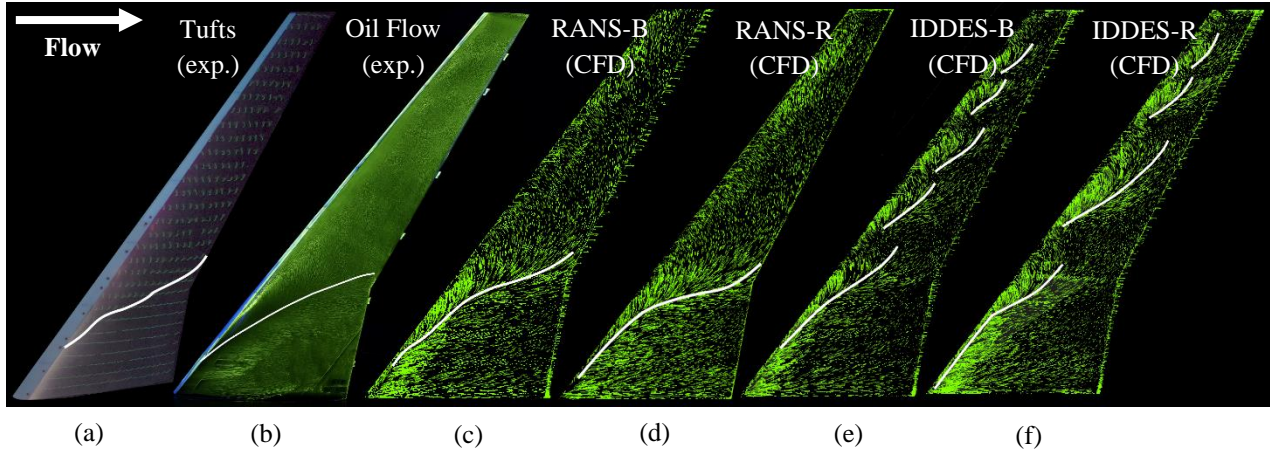 Flow
Tufts
(exp.)
Oil Flow
(exp.)
RANS-B
(CFD)
RANS-R
(CFD)
IDDES-B
(CFD)
IDDES-R
(CFD)
(a)
(b)
(c)
(d)
(e)
(f)